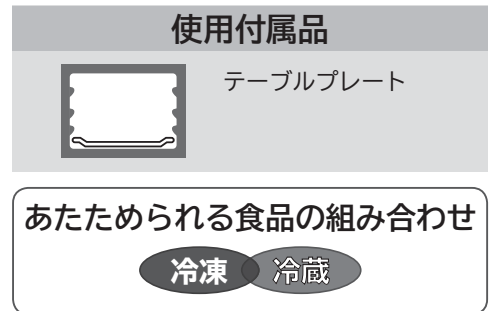 使用付属品
テーブルプレート
あたためられる食品の組み合わせ
冷凍 冷蔵